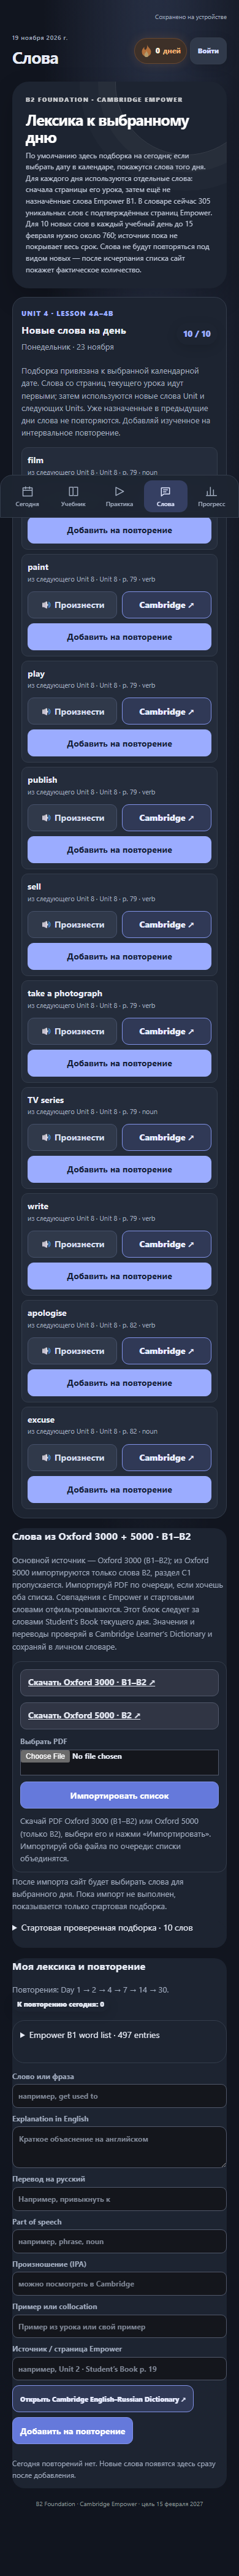 Сохранено на устройстве
19 ноября 2026 г.
Слова
0 дней
Войти
B2 FOUNDATION · CAMBRIDGE EMPOWER
Лексика к выбранному
дню
По умолчанию здесь подборка на сегодня; если
выбрать дату в календаре, покажутся слова того дня.
Для каждого дня используются отдельные слова:
сначала страницы его урока, затем ещё не
назначённые слова Empower B1. В словаре сейчас 305
уникальных слов с подтверждённых страниц Empower.
Для 10 новых слов в каждый учебный день до 15
февраля нужно около 760; источник пока не
покрывает весь срок. Слова не будут повторяться под
видом новых — после исчерпания списка сайт
покажет фактическое количество.
UNIT 4 · LESSON 4A–4B
Новые слова на день
10 / 10
Понедельник · 23 ноября
Подборка привязана к выбранной календарной
дате. Слова со страниц текущего урока идут
первыми; затем используются новые слова Unit и
следующих Units. Уже назначенные в предыдущие
дни слова не повторяются. Добавляй изученное на
интервальное повторение.
film
из следующего Unit 8 · Unit 8 · p. 79 · noun
Сегодня
Учебник
Практика
Слова
Прогресс
Добавить на повторение
paint
из следующего Unit 8 · Unit 8 · p. 79 · verb
Произнести
Cambridge ↗
Добавить на повторение
play
из следующего Unit 8 · Unit 8 · p. 79 · verb
Произнести
Cambridge ↗
Добавить на повторение
publish
из следующего Unit 8 · Unit 8 · p. 79 · verb
Произнести
Cambridge ↗
Добавить на повторение
sell
из следующего Unit 8 · Unit 8 · p. 79 · verb
Произнести
Cambridge ↗
Добавить на повторение
take a photograph
из следующего Unit 8 · Unit 8 · p. 79 · verb
Произнести
Cambridge ↗
Добавить на повторение
TV series
из следующего Unit 8 · Unit 8 · p. 79 · noun
Произнести
Cambridge ↗
Добавить на повторение
write
из следующего Unit 8 · Unit 8 · p. 79 · verb
Произнести
Cambridge ↗
Добавить на повторение
apologise
из следующего Unit 8 · Unit 8 · p. 82 · verb
Произнести
Cambridge ↗
Добавить на повторение
excuse
из следующего Unit 8 · Unit 8 · p. 82 · noun
Произнести
Cambridge ↗
Добавить на повторение
Слова из Oxford 3000 + 5000 · B1–B2
Основной источник — Oxford 3000 (B1–B2); из Oxford
5000 импортируются только слова B2, раздел C1
пропускается. Импортируй PDF по очереди, если хочешь
оба списка. Совпадения с Empower и стартовыми
словами отфильтровываются. Этот блок следует за
словами Student's Book текущего дня. Значения и
переводы проверяй в Cambridge Learner's Dictionary и
сохраняй в личном словаре.
Скачать Oxford 3000 · B1–B2 ↗
Скачать Oxford 5000 · B2 ↗
Выбрать PDF
Choose File No file chosen
Импортировать список
Скачай PDF Oxford 3000 (B1–B2) или Oxford 5000
(только B2), выбери его и нажми «Импортировать».
Импортируй оба файла по очереди: списки
объединятся.
После импорта сайт будет выбирать слова для
выбранного дня. Пока импорт не выполнен,
показывается только стартовая подборка.
Стартовая проверенная подборка · 10 слов
Моя лексика и повторение
Повторения: Day 1 → 2 → 4 → 7 → 14 → 30.
К повторению сегодня: 0
Empower B1 word list · 497 entries
Слово или фраза
например, get used to
Explanation in English
Краткое объяснение на английском
Перевод на русский
Например, привыкнуть к
Part of speech
например, phrase, noun
Произношение (IPA)
можно посмотреть в Cambridge
Пример или collocation
Пример из урока или свой пример
Источник / страница Empower
например, Unit 2 · Student's Book p. 19
Открыть Cambridge English–Russian Dictionary ↗
Добавить на повторение
Сегодня повторений нет. Новые слова появятся здесь сразу
после добавления.
B2 Foundation · Cambridge Empower · цель 15 февраля 2027